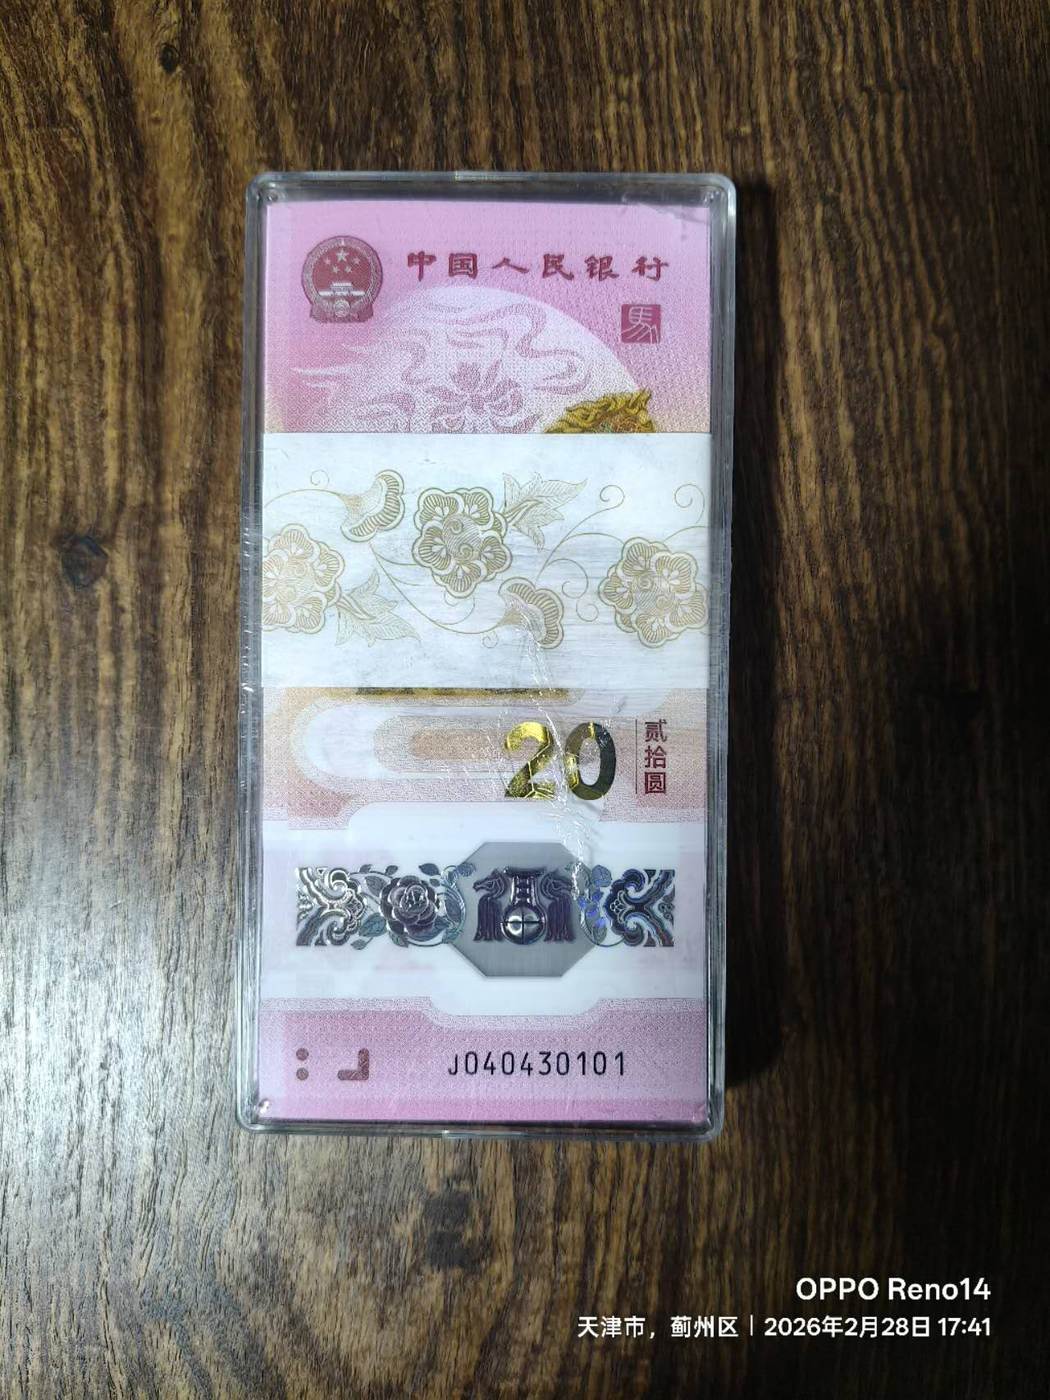 中国人民银行
馬
20
贰拾圆
J040430101
OPPO Reno14
天津市，蓟州区｜2026年2月28日 17:41